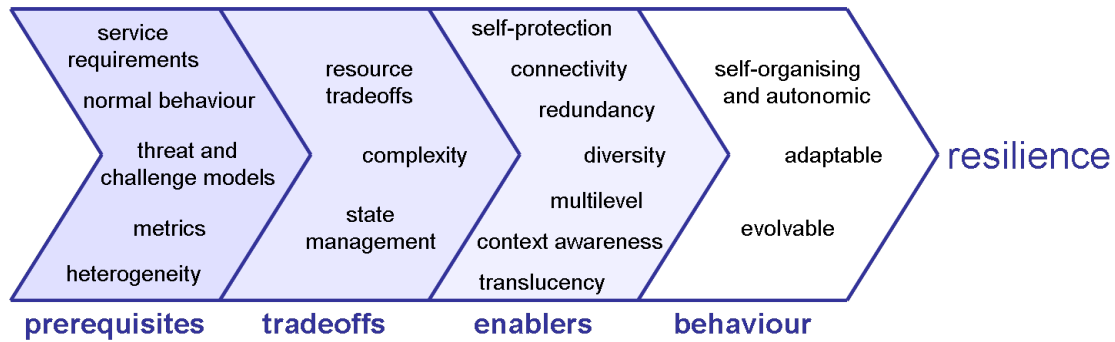 service
requirements
normal behaviour
threat and
challenge models
metrics
heterogeneity
resource
tradeoffs
complexity
state
management
self-protection
connectivity
redundancy
diversity
multilevel
context awareness
translucency
self-organising
and autonomic
adaptable
evolvable
resilience
prerequisites
tradeoffs
enablers
behaviour